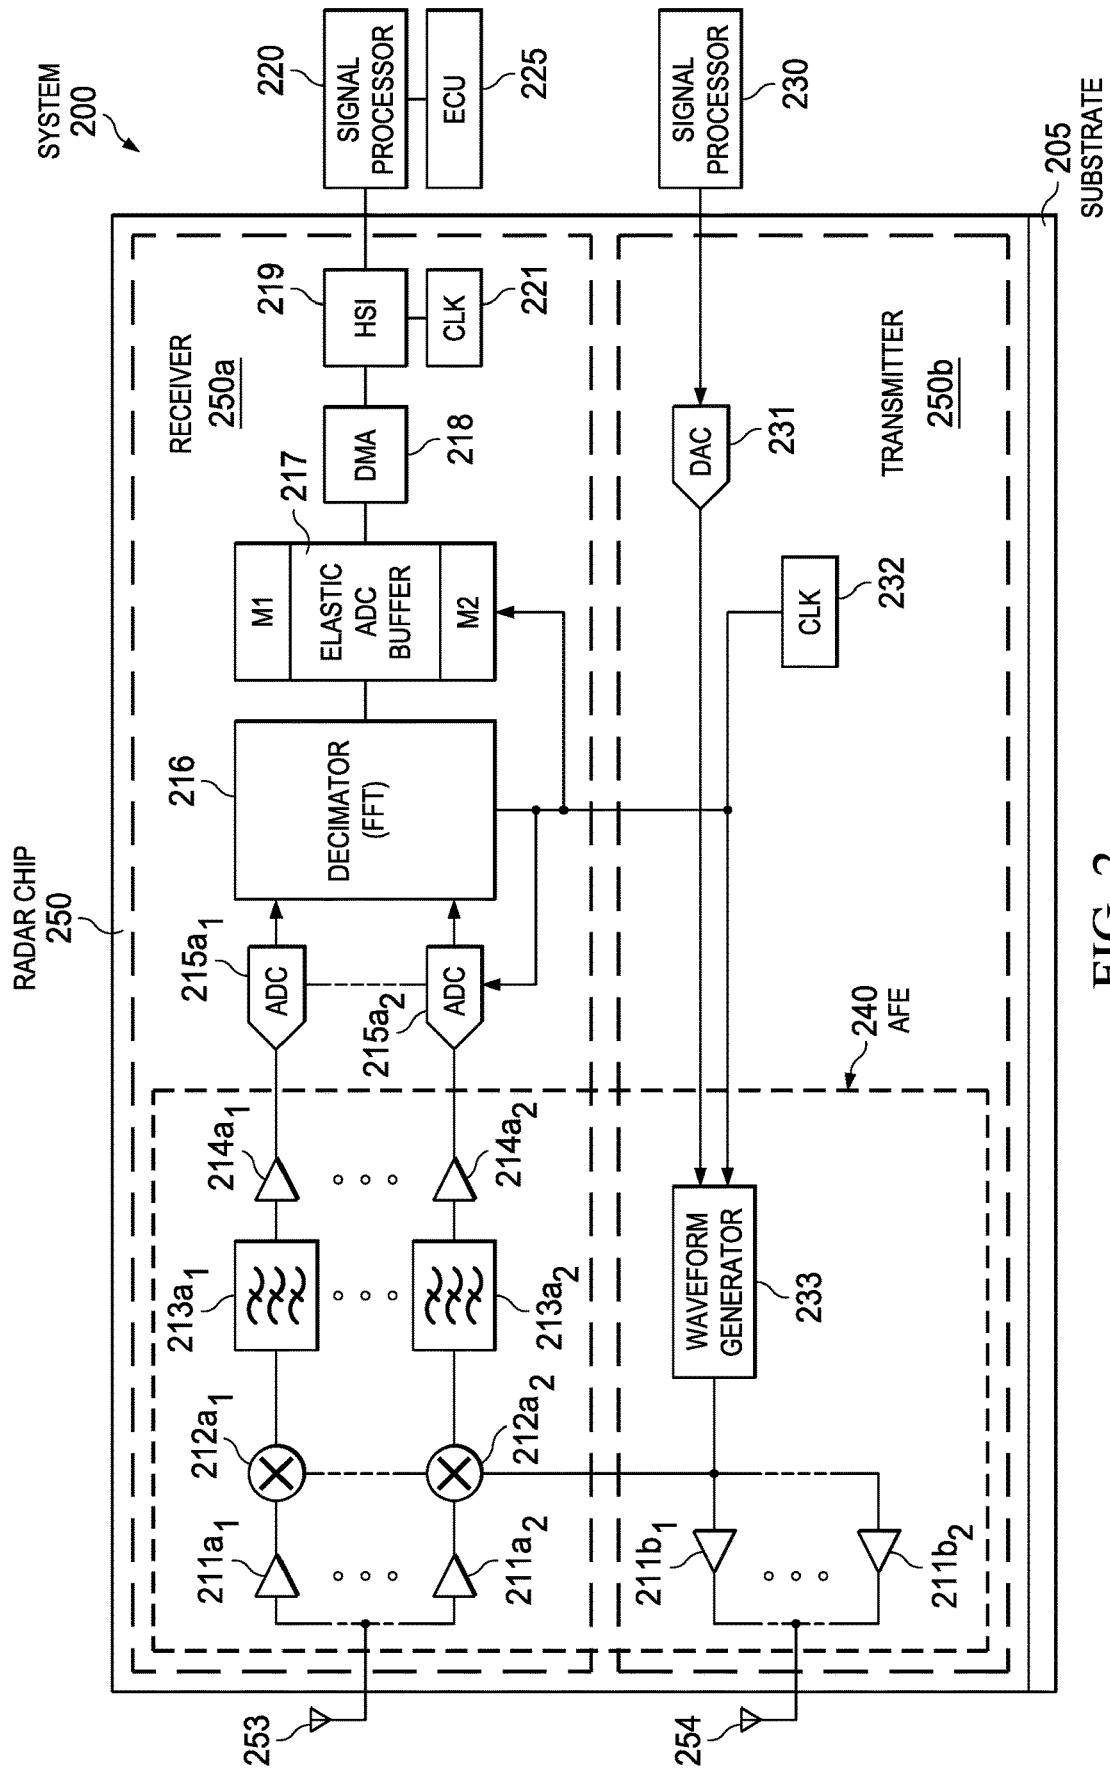 SYSTEM
200
220
SIGNAL
PROCESSOR
ECU
225
SIGNAL
PROCESSOR
230
205
SUBSTRATE
RADAR CHIP
250
RECEIVER
250a
219
HSI
CLK
221
DMA
218
217
M1
ELASTIC
ADC
BUFFER
M2
216
DECIMATOR
(FFT)
215a1
ADC
215a2
ADC
214a1
214a2
213a1
213a2
212a1
212a2
211a1
211a2
253
TRANSMITTER
250b
DAC
231
CLK
232
240
AFE
WAVEFORM
GENERATOR
233
211b1
211b2
254
FIG. 2